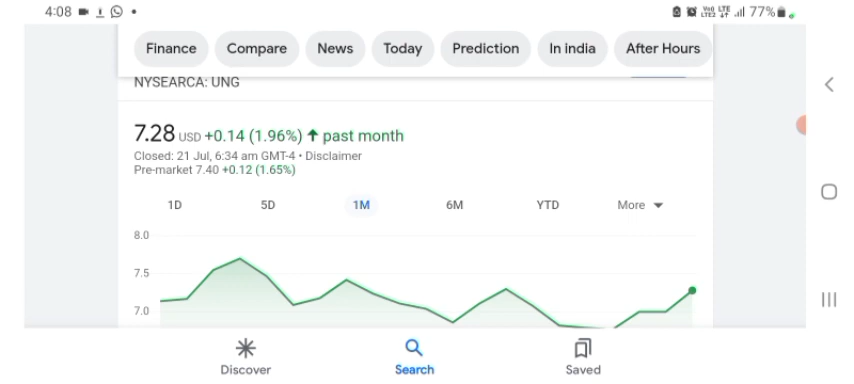 4:08
77%
Finance Compare News Today Prediction In india After Hours
NYSEARCA: UNG
7.28 USD +0.14 (1.96%) ↑ past month
Closed: 21 Jul, 6:34 am GMT-4 • Disclaimer
Pre-market 7.40 +0.12 (1.65%)
1D 5D 1M 6M YTD More
8.0
7.5
7.0
Discover Search Saved